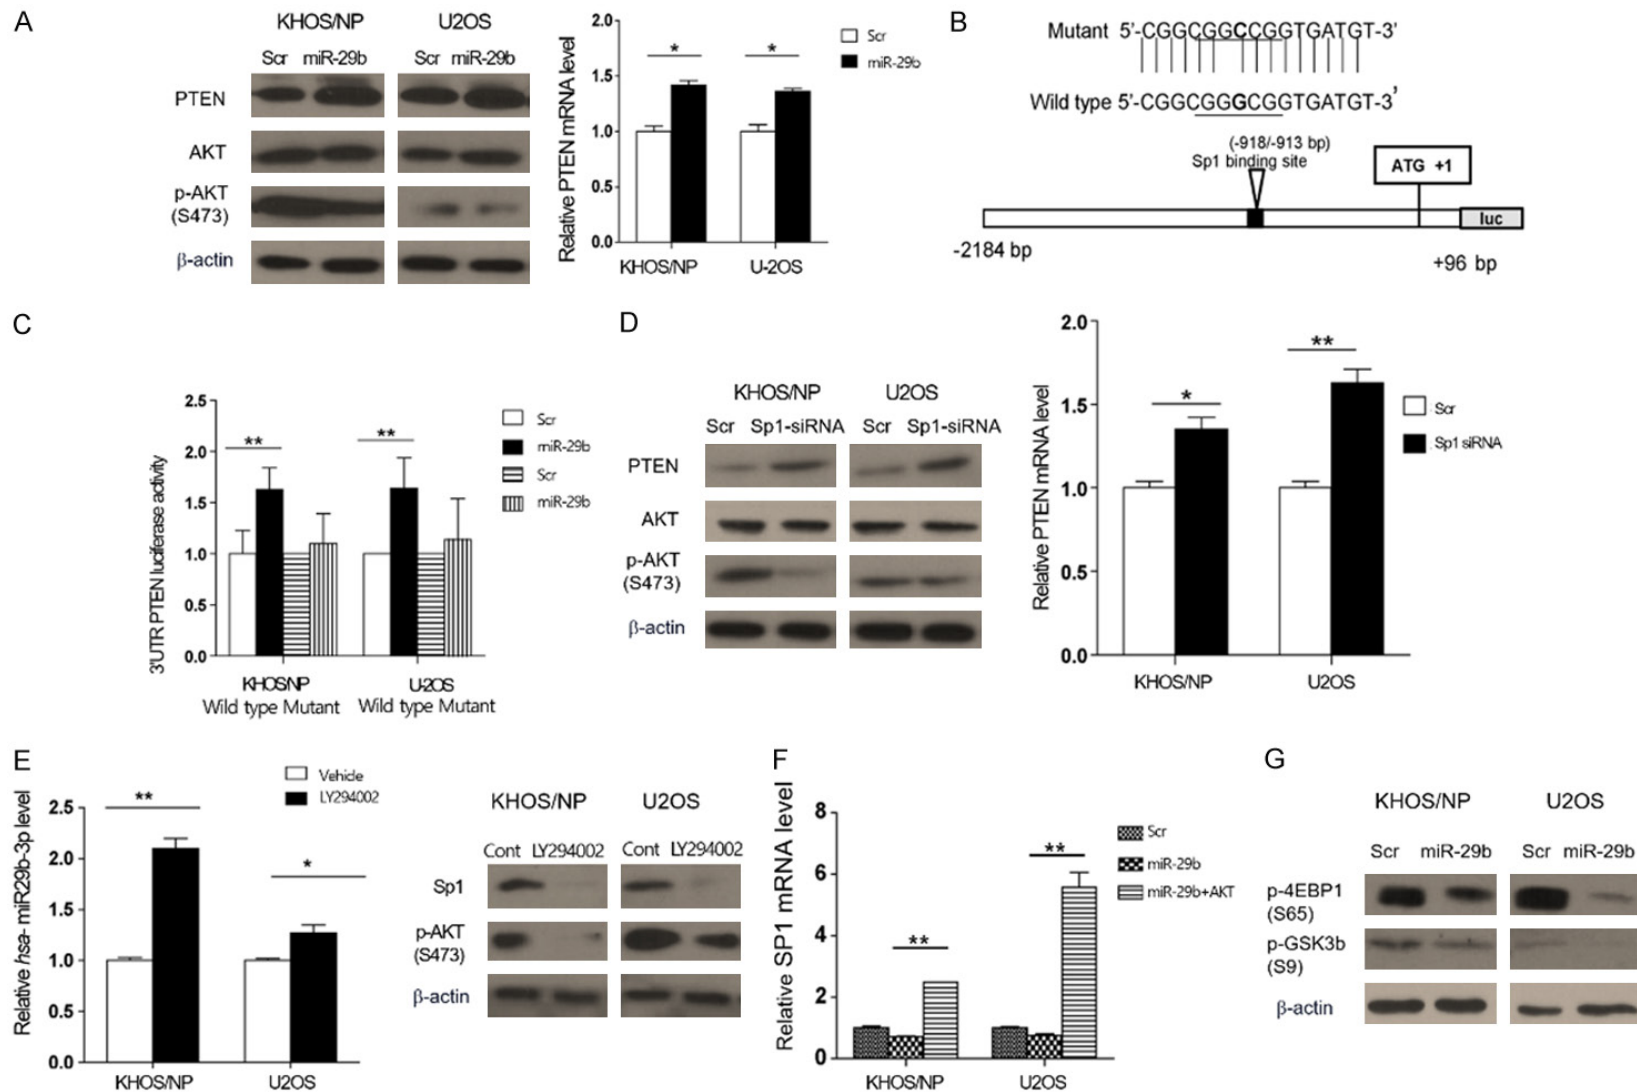 A
KHOS/NP U2OS
Scr miR-29b Scr miR-29b
PTEN
AKT
p-AKT
(S473)
β-actin
Relative PTEN mRNA level
2.0
1.5
1.0
0.5
0.0
* *
KHOS/NP U-2OS
Scr
miR-29b
B
Mutant 5'-CGGCGGCCGGTGATGT-3'
Wild type 5'-CGGCGGGCGGTGATGT-3'
(-918/-913 bp)
Sp1 binding site
ATG +1
luc
-2184 bp
+96 bp
C
3'UTR PTEN luciferase activity
2.5
2.0
1.5
1.0
0.5
0.0
** **
KHOS/NP U-2OS
Wild type Mutant Wild type Mutant
Scr
miR-29b
Scr
miR-29b
D
KHOS/NP U2OS
Scr Sp1-siRNA Scr Sp1-siRNA
PTEN
AKT
p-AKT
(S473)
β-actin
Relative PTEN mRNA level
2.0
1.5
1.0
0.5
0.0
* **
KHOS/NP U2OS
Scr
Sp1 siRNA
E
Vehicle
LY294002
Relative hsa- miR29b-3p level
2.5
2.0
1.5
1.0
0.5
0.0
** *
KHOS/NP U2OS
KHOS/NP U2OS
Cont LY294002 Cont LY294002
Sp1
p-AKT
(S473)
β-actin
F
Relative SP1 mRNA level
8
6
4
2
0
** **
KHOS/NP U2OS
Scr
miR-29b
miR-29b+AKT
G
KHOS/NP U2OS
Scr miR-29b Scr miR-29b
p-4EBP1
(S65)
p-GSK3b
(S9)
β-actin